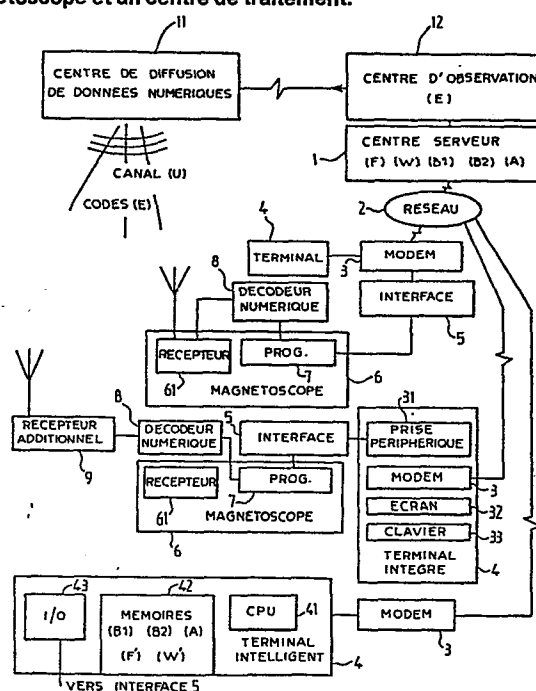 étoscope et un centre de traitement.
11
12
CENTRE DE DIFFUSION
DE DONNÉES NUMERIQUES
CENTRE D'OBSERVATION
(E)
CENTRE SERVEUR
(F) (W) (B1) (B2) (A)
1
CANAL (U)
CODES (E)
2
RESEAU
4
TERMINAL
3
MODEM
8
DECODEUR
NUMERIQUE
INTERFACE
5
RECEPTEUR
PROG.
61
7
MAGNETOSCOPE
6
31
8
5
RECEPTEUR
ADDITIONNEL
DECODEUR
NUMERIQUE
INTERFACE
PRISE
PERIPHERIQUE
9
RECEPTEUR
PROG.
MODEM
3
61
7
MAGNETOSCOPE
ECRAN
32
6
CLAVIER
33
TERMINAL
INTEGRE
4
43
42
I/O
MEMOIRES
(B1) (B2) (A)
(F') (W')
CPU
41
TERMINAL
INTELLIGENT
MODEM
4
3
VERS INTERFACE 5